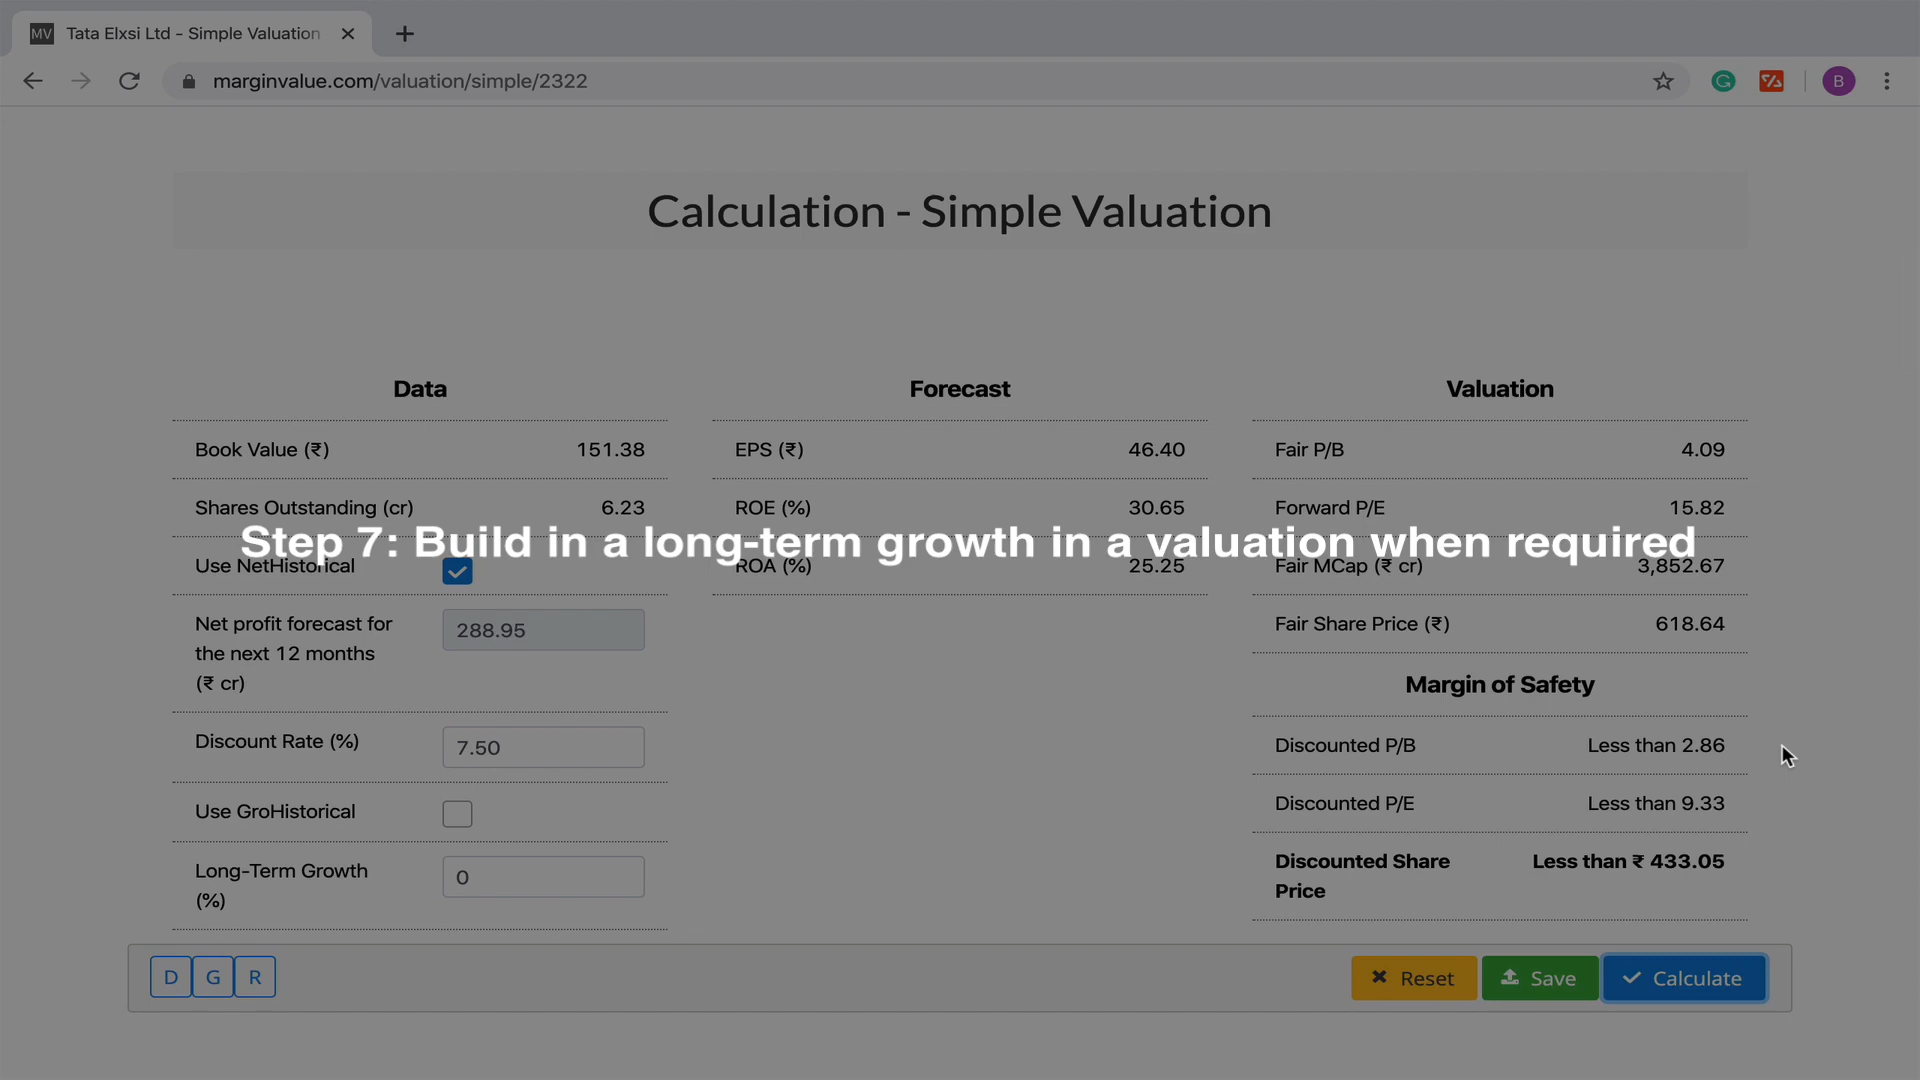 MV Tata Elxsi Ltd - Simple Valuation
marginvalue.com/valuation/simple/2322
B
Calculation - Simple Valuation
Data
Book Value (₹) 151.38
Shares Outstanding (cr) 6.23
Use NetHistorical
Net profit forecast for
the next 12 months
(₹ cr)
288.95
Discount Rate (%) 7.50
Use GroHistorical
Long-Term Growth
(%)
0
Forecast
EPS (₹) 46.40
ROE (%) 30.65
ROA (%) 25.25
Valuation
Fair P/B 4.09
Forward P/E 15.82
Fair MCap (₹ cr) 3,852.67
Fair Share Price (₹) 618.64
Margin of Safety
Discounted P/B Less than 2.86
Discounted P/E Less than 9.33
Discounted Share
Price
Less than ₹ 433.05
Step 7: Build in a long-term growth in a valuation when required
D G R
Reset Save Calculate